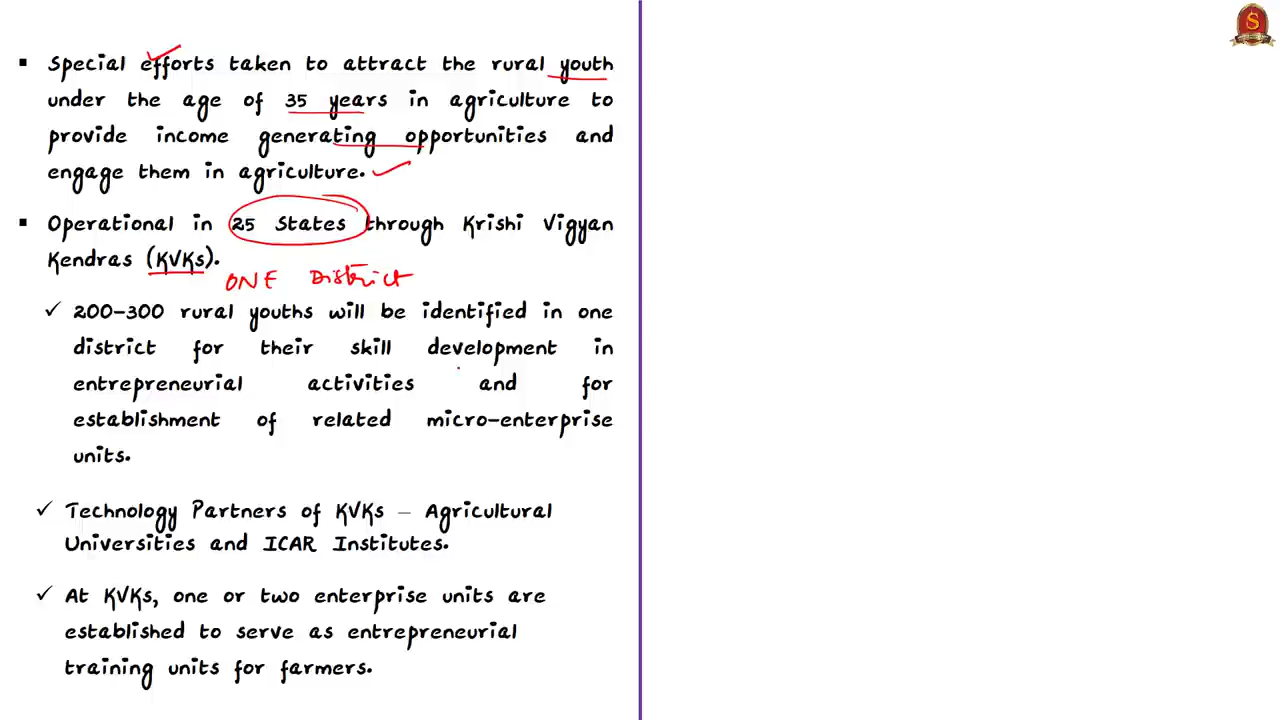 ▪ Special efforts taken to attract the rural youth
under the age of 35 years in agriculture to
provide income generating opportunities and
engage them in agriculture.
▪ Operational in 25 States through Krishi Vigyan
Kendras (KVKs).
ONE District
✓ 200-300 rural youths will be identified in one
district for their skill development in
entrepreneurial activities and for
establishment of related micro-enterprise
units.
✓ Technology Partners of KVKs – Agricultural
Universities and ICAR Institutes.
✓ At KVKs, one or two enterprise units are
established to serve as entrepreneurial
training units for farmers.
S